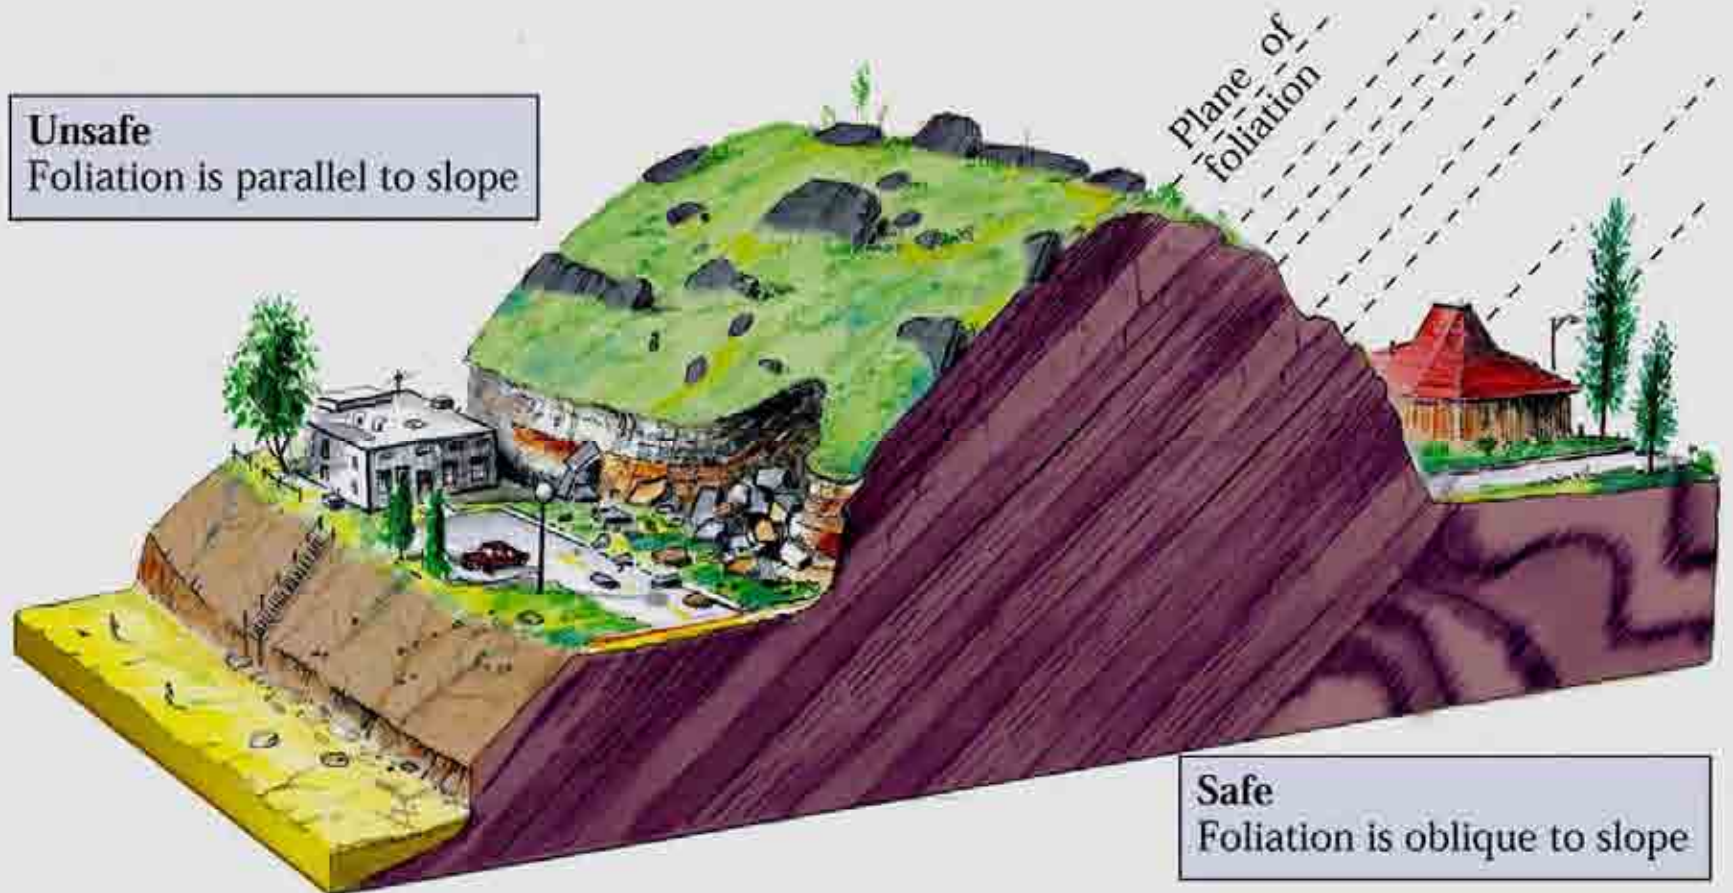 Unsafe
Foliation is parallel to slope
Plane of
foliation
Safe
Foliation is oblique to slope